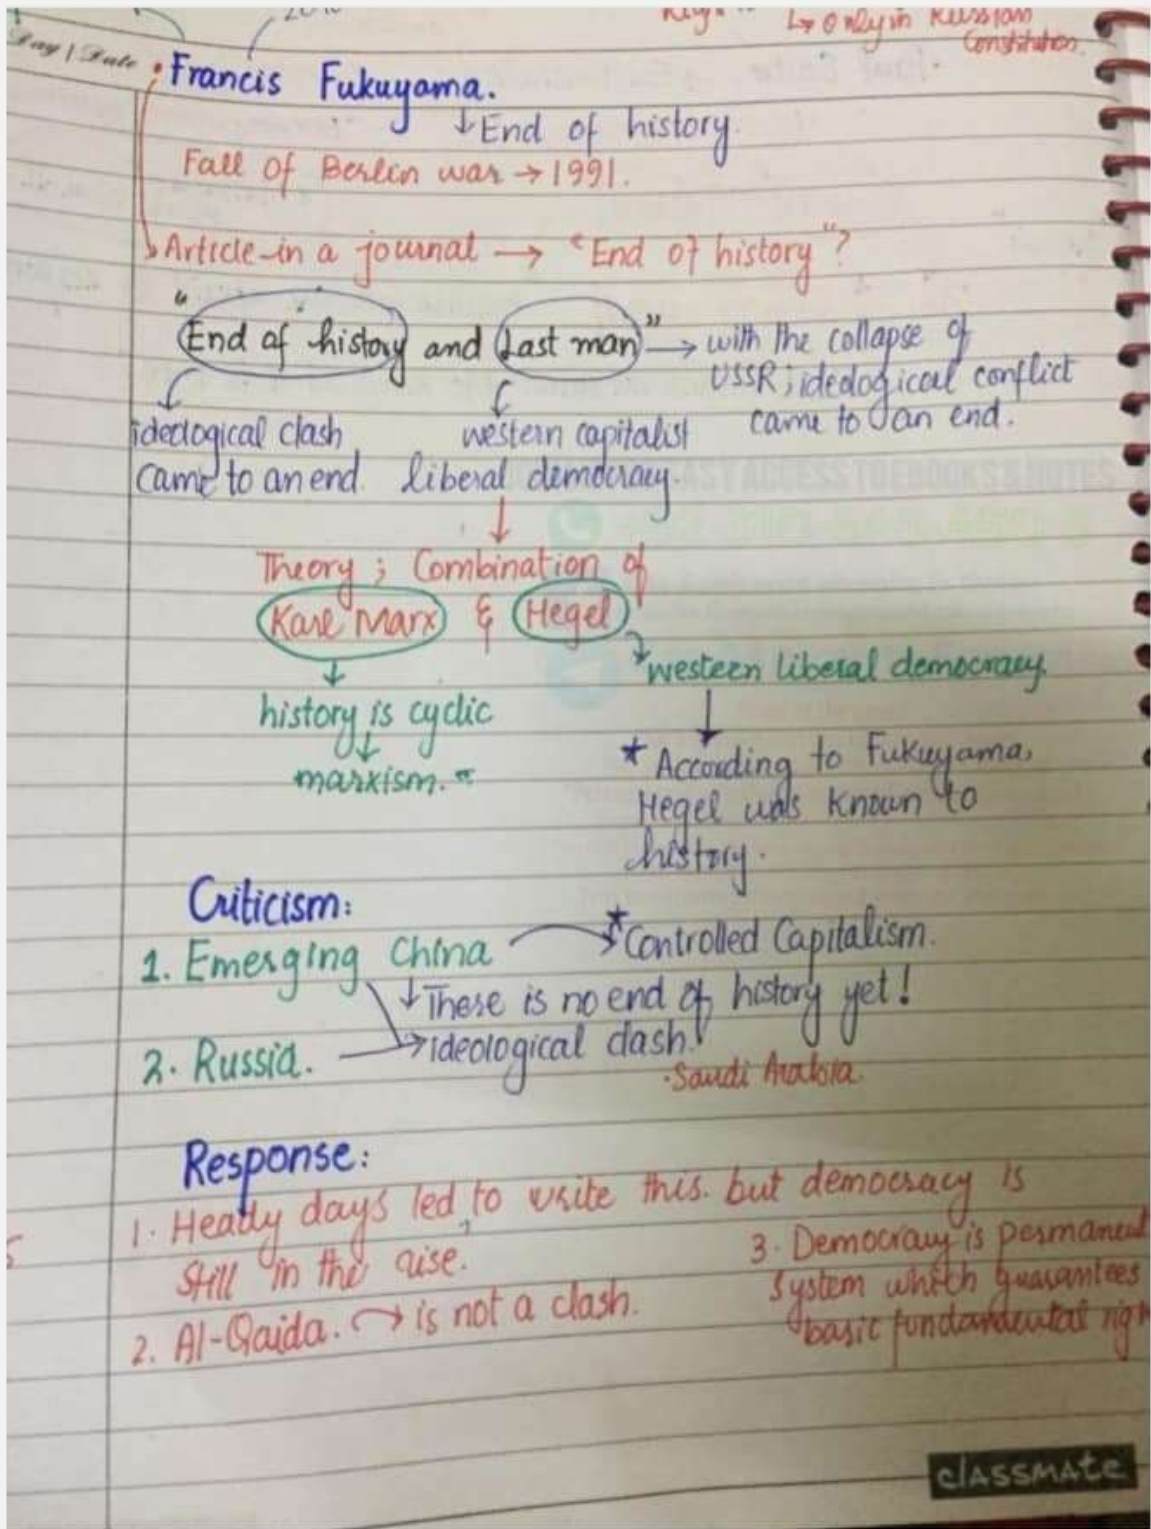 only in Russian
Constitution.
Day | Date
Francis Fukuyama.
End of history.
Fall of Berlin war → 1991.
Article in a journal → "End of history"?
"End of history and Last man" → with the collapse of
USSR; ideological conflict
came to an end.
ideological clash
came to an end.
western capitalist
liberal democracy.
Theory ; Combination of
Karl Marx & Hegel
western liberal democracy.
history is cyclic
marxism.
* According to Fukuyama,
Hegel was known to
history.
Criticism:
1. Emerging China → * Controlled Capitalism.
↓ There is no end of history yet!
2. Russia. → ideological clash.
• Saudi Arabia.
Response:
1. Heady days led to write this. but democracy is
still in the rise.
2. Al-Qaida. → is not a clash.
3. Democracy is permanent
system which guarantees
basic fundamental righ
classmate